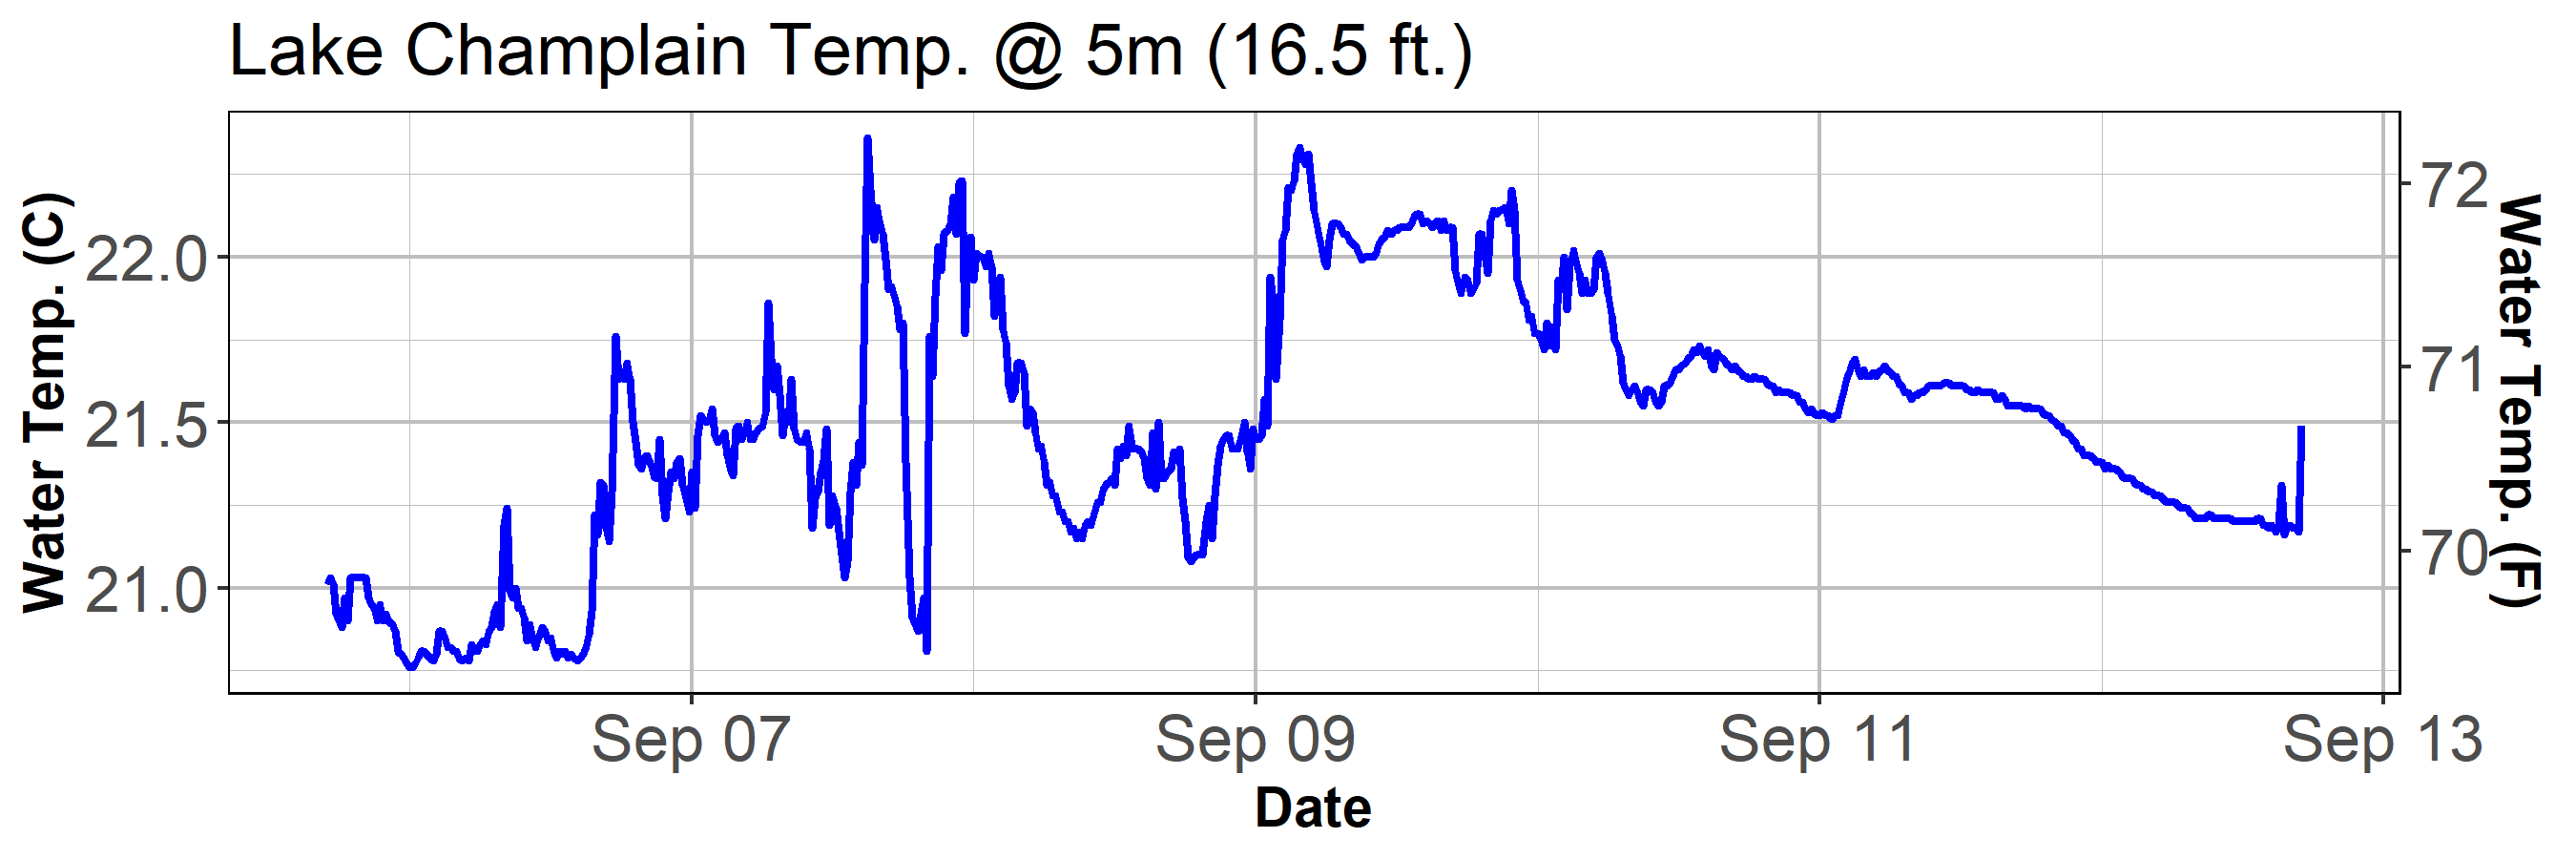 Lake Champlain Temp. @ 5m (16.5 ft.)
Water Temp. (C)
22.0
21.5
21.0
72
71
70
Water Temp. (F)
Sep 07 Sep 09 Sep 11 Sep 13
Date